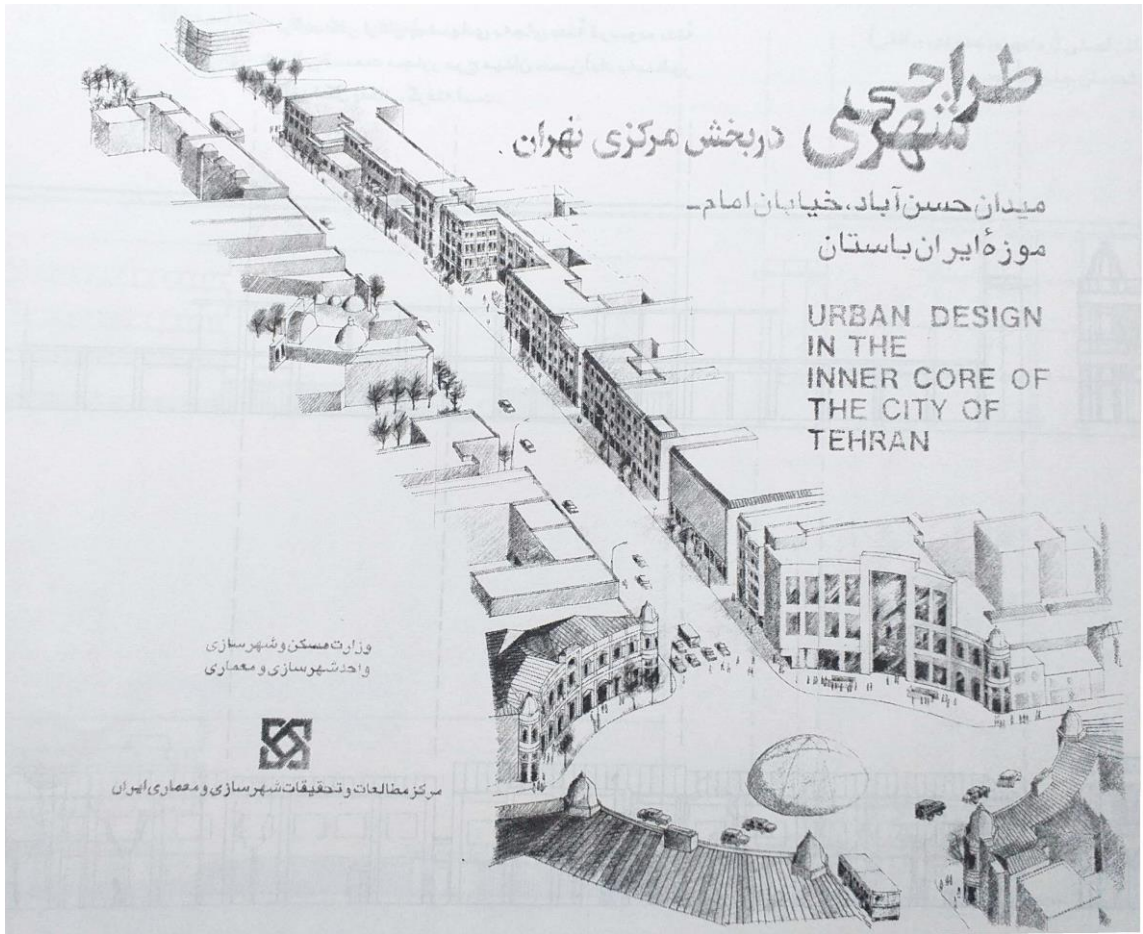 طراحی
شهری در بخش مرکزی تهران
میدان حسن‌آباد، خیابان امام -
موزهٔ ایران باستان
URBAN DESIGN
IN THE
INNER CORE OF
THE CITY OF
TEHRAN
وزارت مسکن و شهرسازی
واحد شهرسازی و معماری
مرکز مطالعات و تحقیقات شهرسازی و معماری ایران